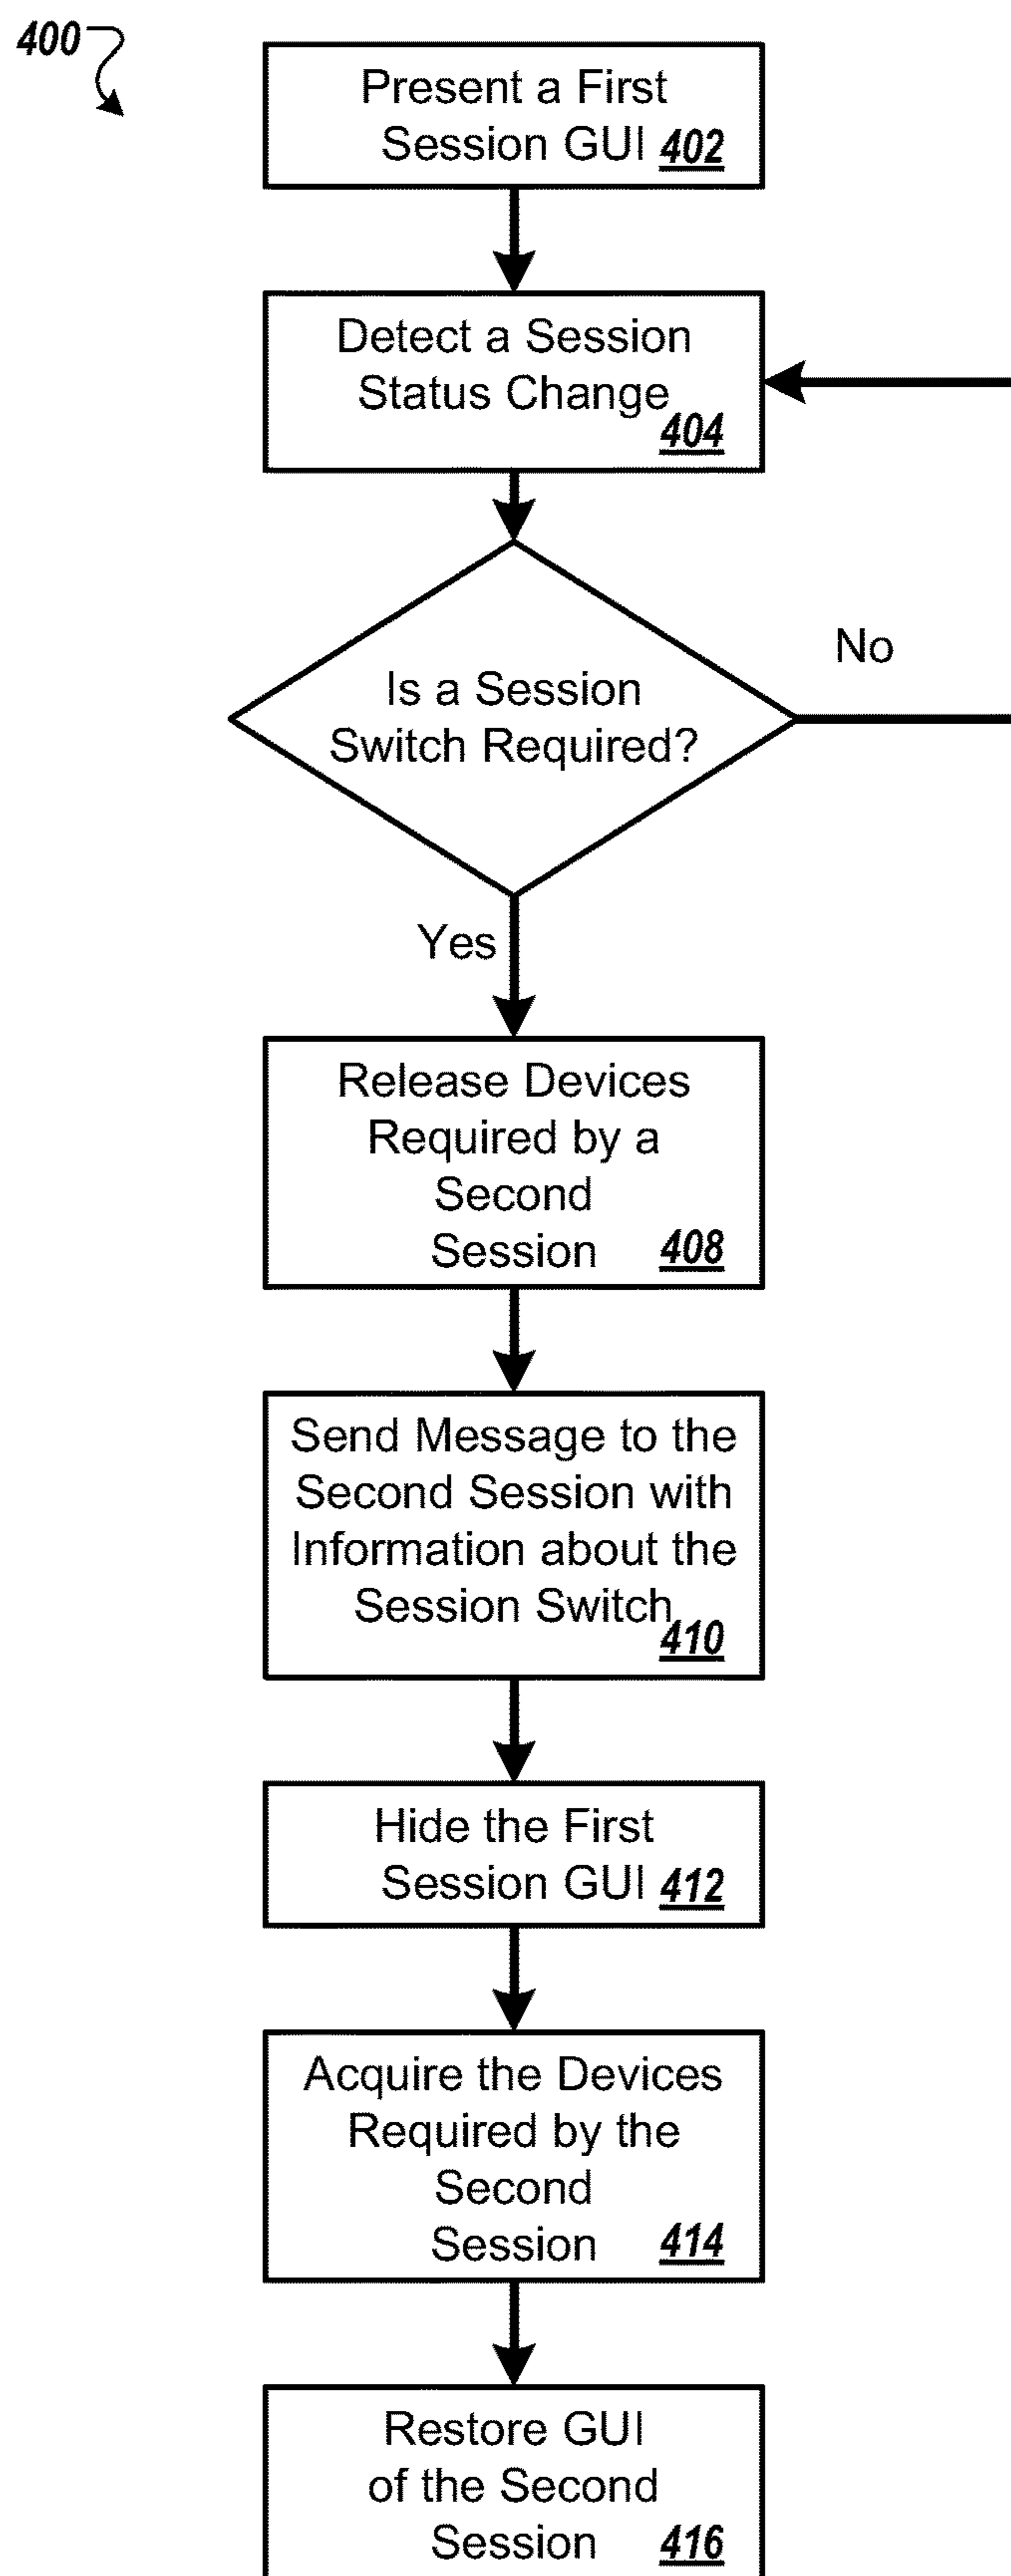 400
Present a First
Session GUI 402
Detect a Session
Status Change
404
Is a Session
Switch Required?
No
Yes
Release Devices
Required by a
Second
Session 408
Send Message to the
Second Session with
Information about the
Session Switch
410
Hide the First
Session GUI 412
Acquire the Devices
Required by the
Second
Session 414
Restore GUI
of the Second
Session 416